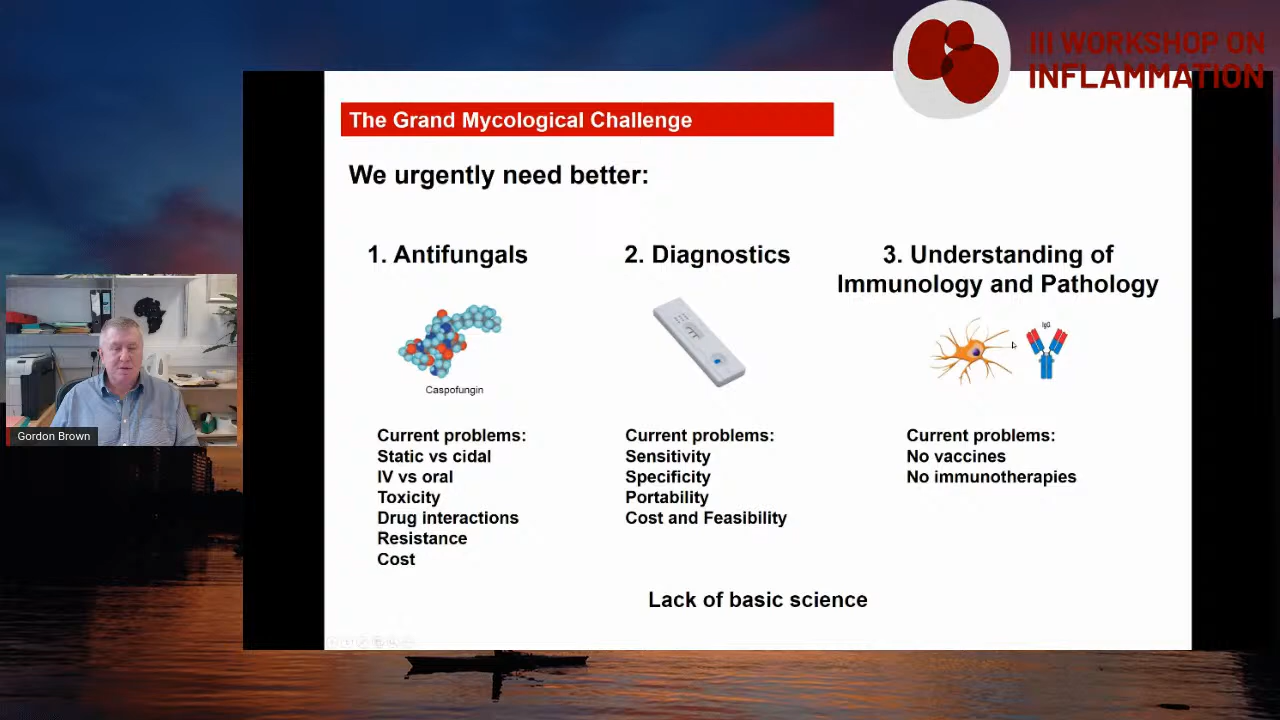 III WORKSHOP ON
INFLAMMATION
The Grand Mycological Challenge
We urgently need better:
1. Antifungals
2. Diagnostics
3. Understanding of
Immunology and Pathology
Caspofungin
Current problems:
Static vs cidal
IV vs oral
Toxicity
Drug interactions
Resistance
Cost
Current problems:
Sensitivity
Specificity
Portability
Cost and Feasibility
Current problems:
No vaccines
No immunotherapies
Lack of basic science
Gordon Brown